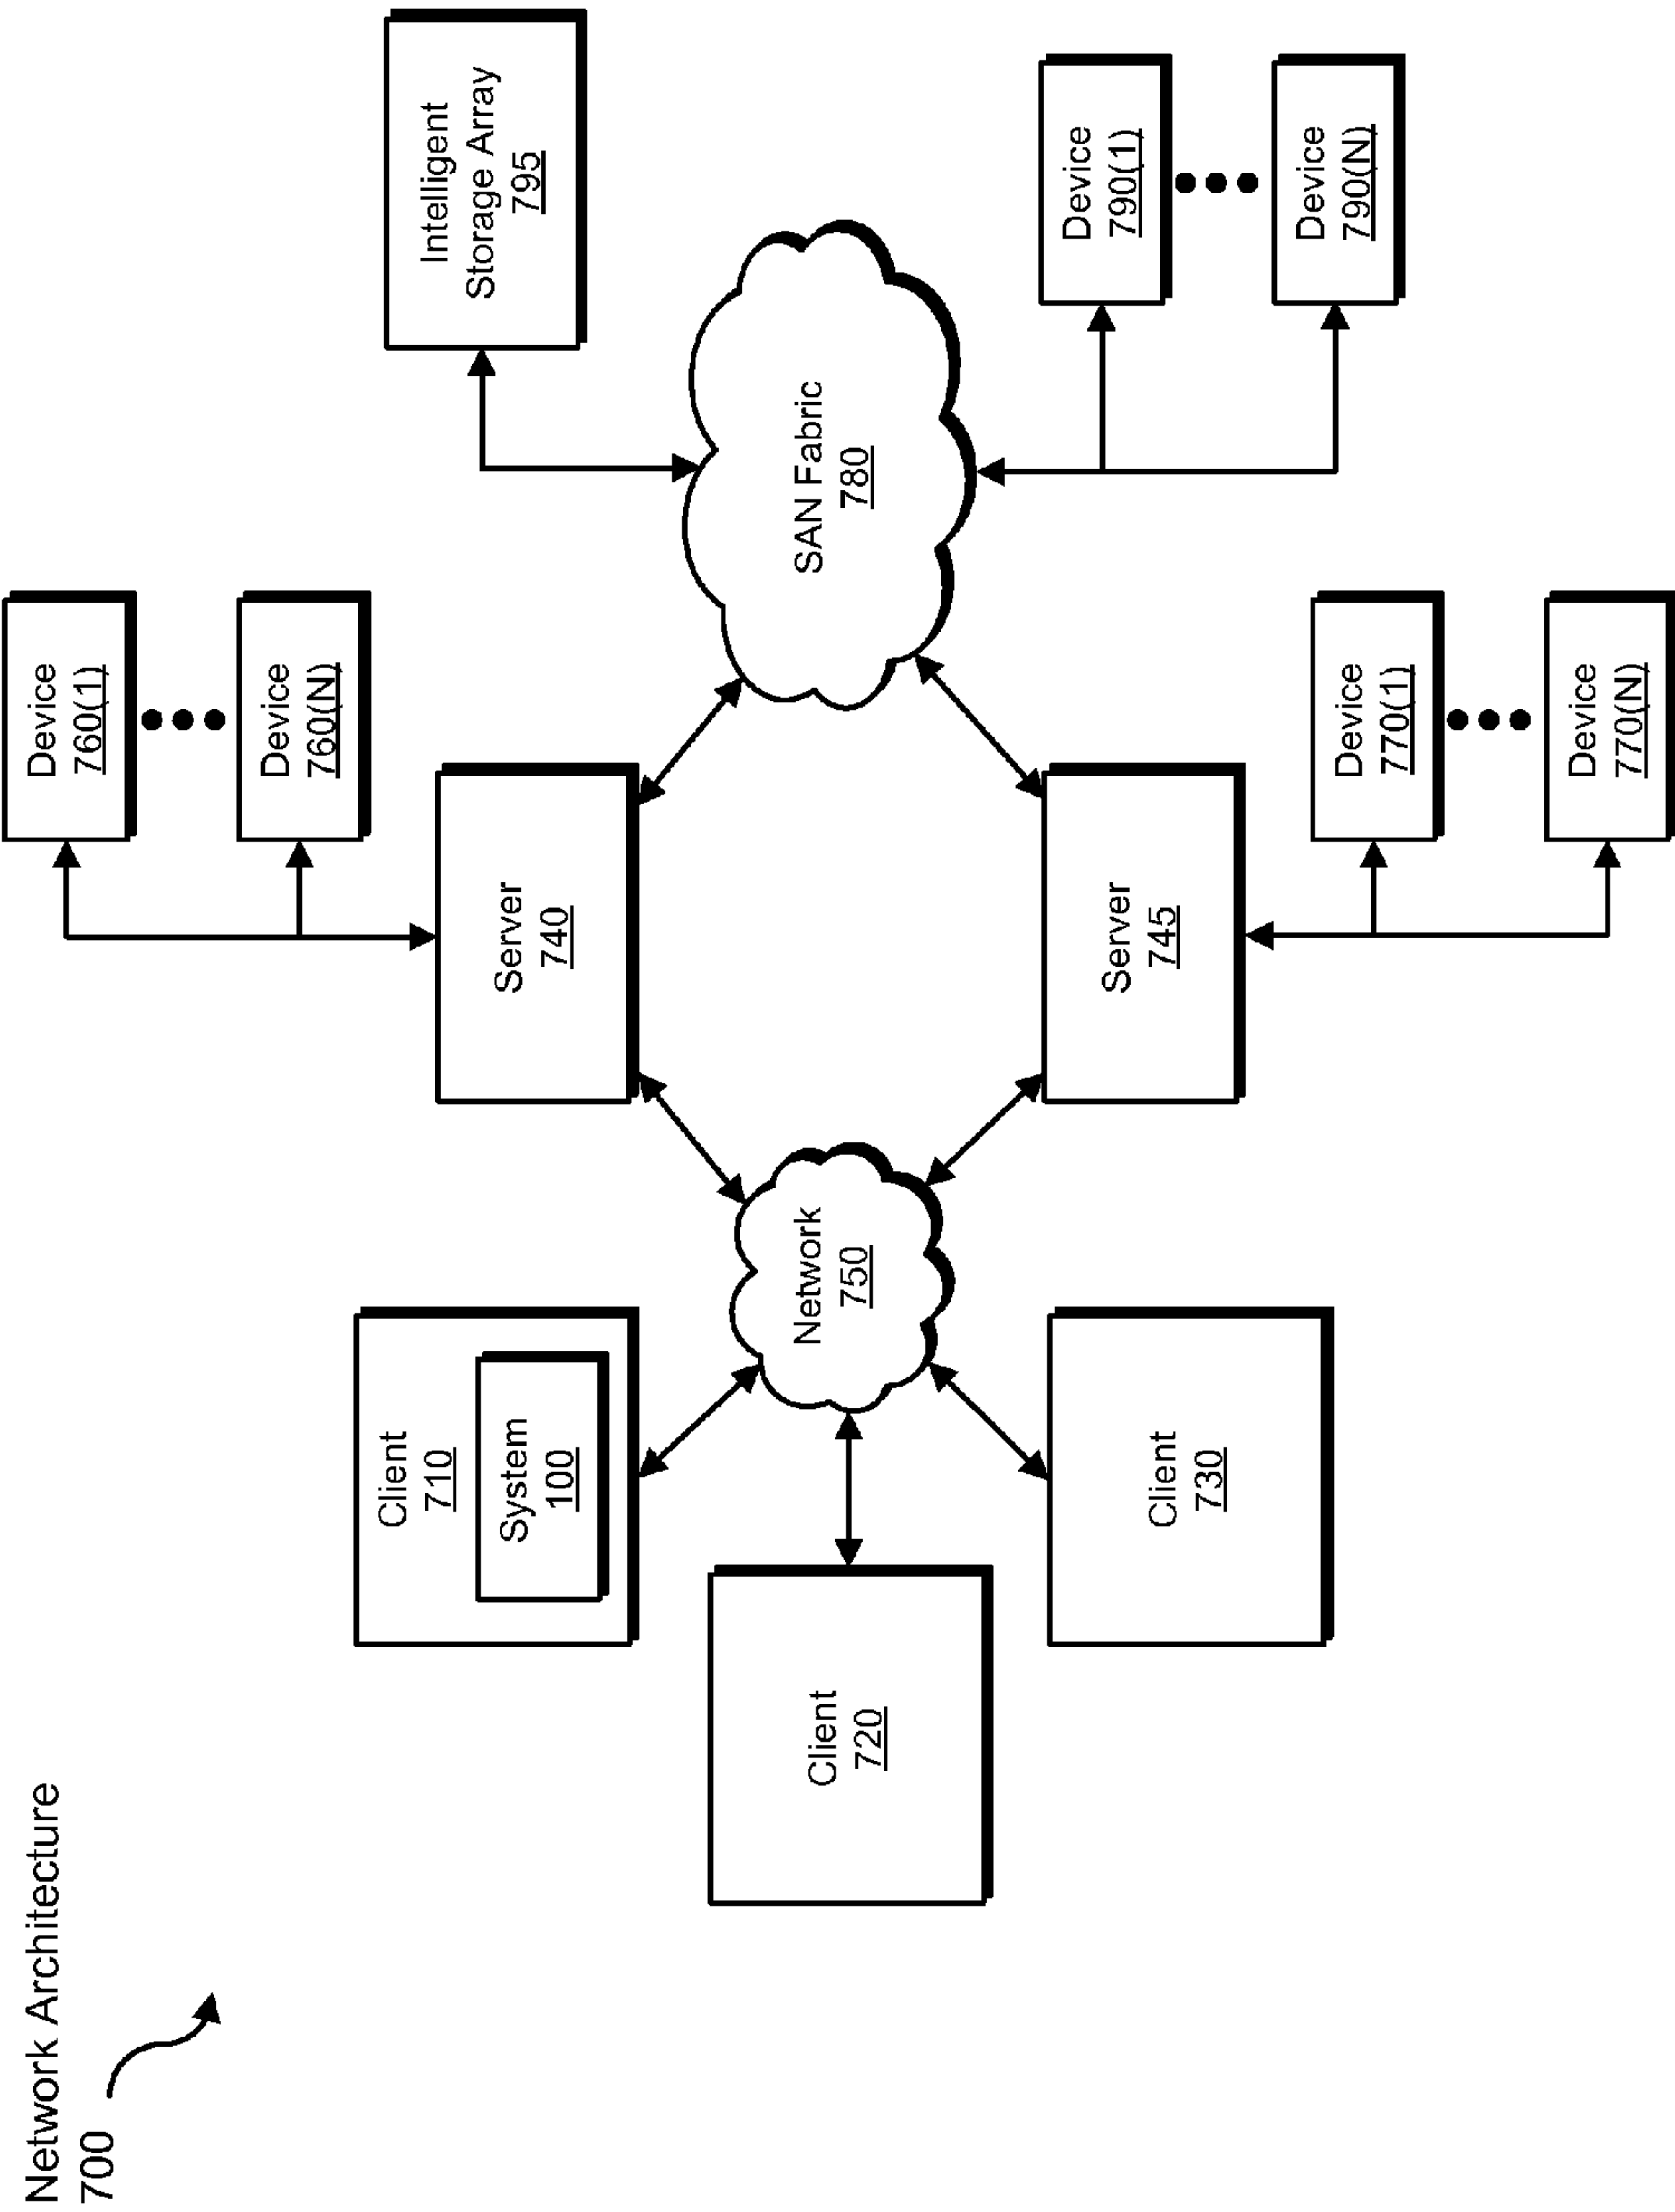 Network Architecture
700
Client
710
System
100
Client
720
Client
730
Network
750
Server
740
Server
745
Device
760(1)
Device
760(N)
Device
770(1)
Device
770(N)
SAN Fabric
780
Intelligent
Storage Array
795
Device
790(1)
Device
790(N)